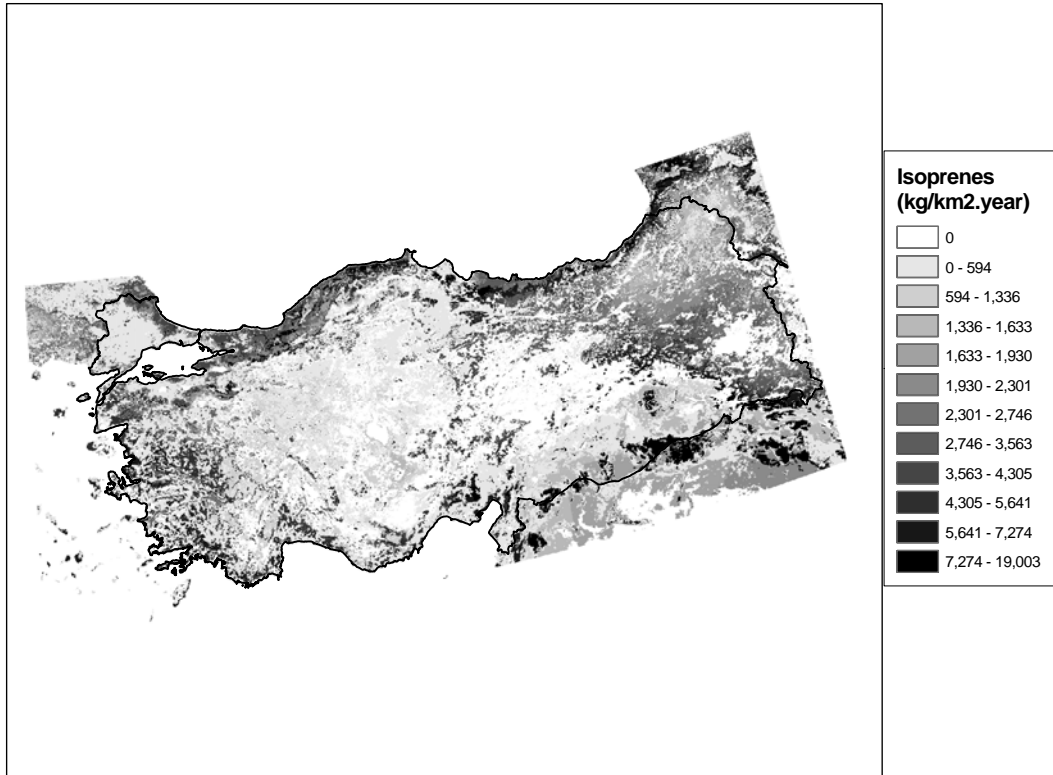 Isoprenes
(kg/km2.year)
0
0 - 594
594 - 1,336
1,336 - 1,633
1,633 - 1,930
1,930 - 2,301
2,301 - 2,746
2,746 - 3,563
3,563 - 4,305
4,305 - 5,641
5,641 - 7,274
7,274 - 19,003